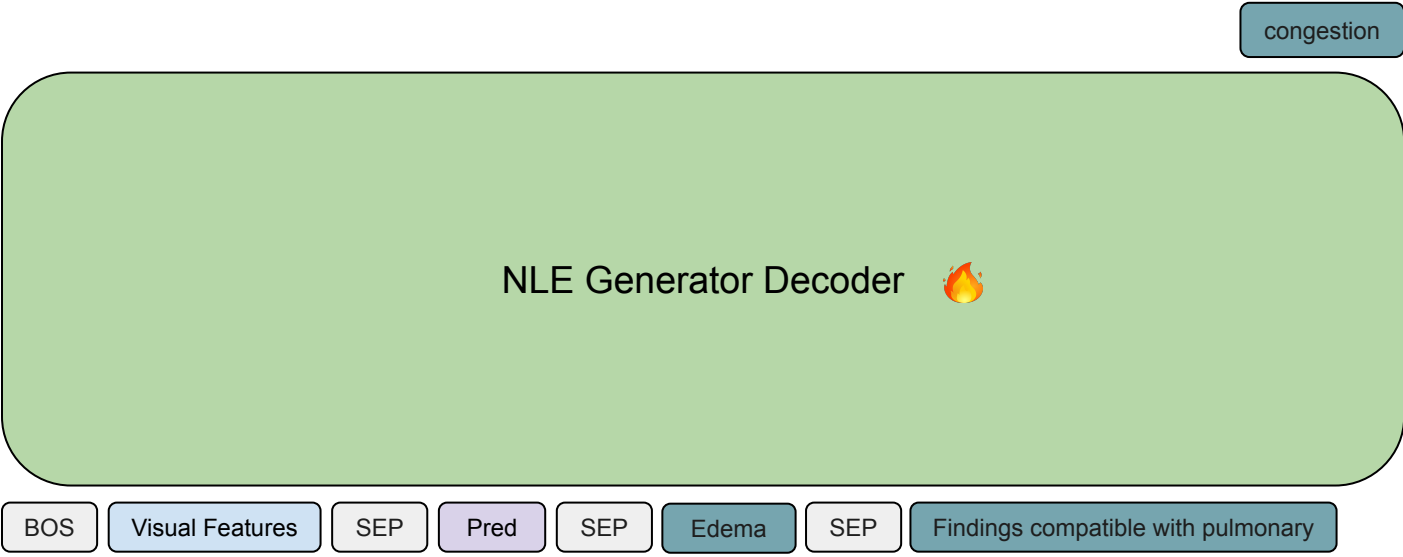 congestion
NLE Generator Decoder
BOS Visual Features SEP Pred SEP Edema SEP Findings compatible with pulmonary